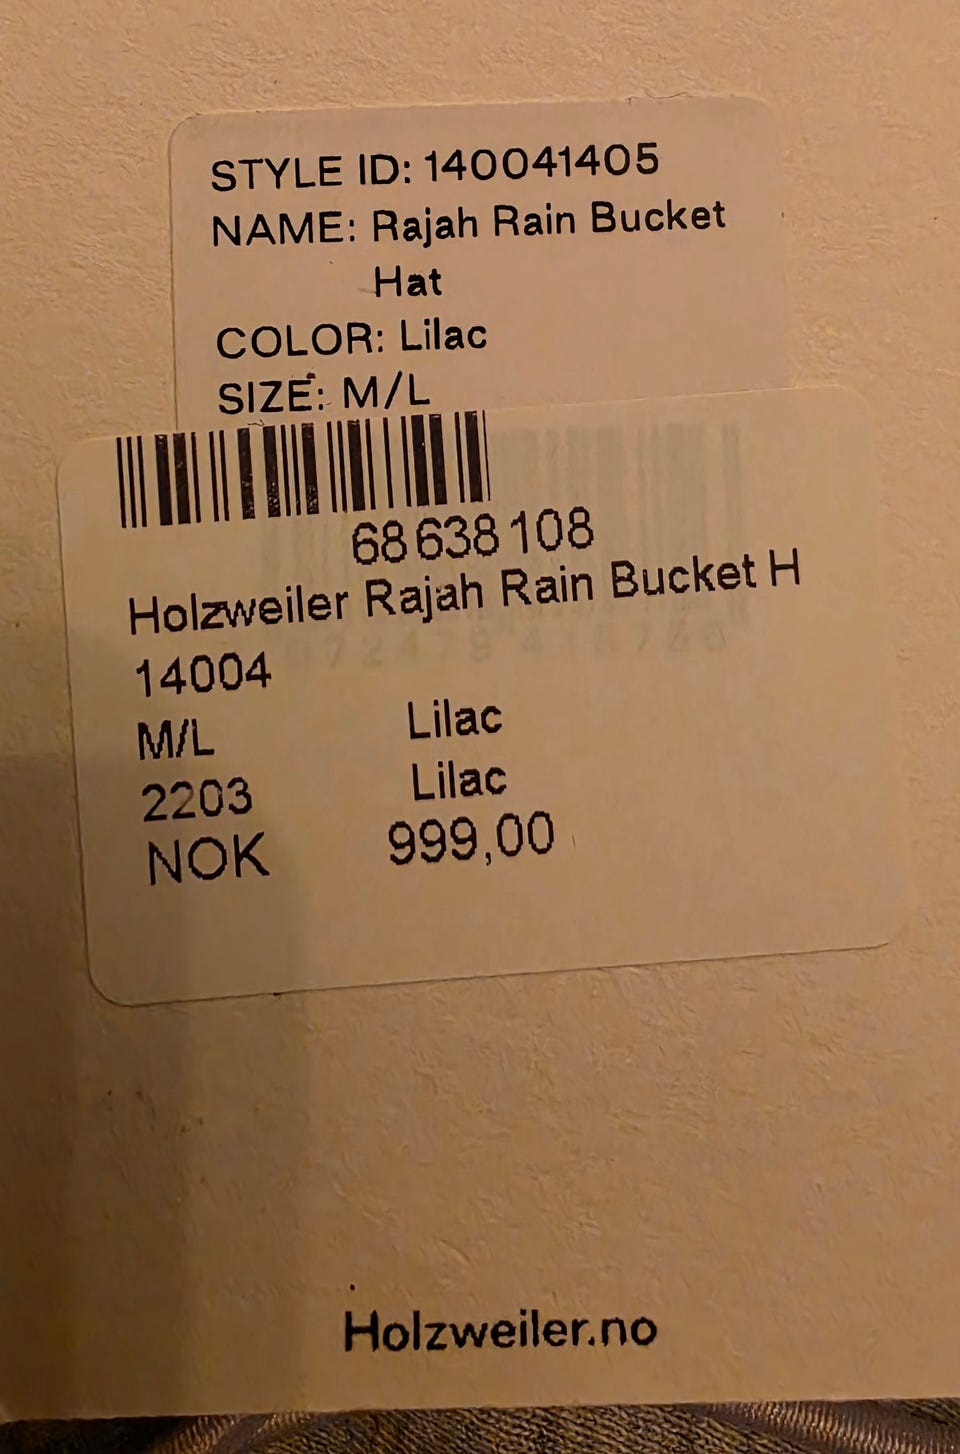 STYLE ID: 140041405
NAME: Rajah Rain Bucket
Hat
COLOR: Lilac
SIZE: M/L
68 638 108
Holzweiler Rajah Rain Bucket H
14004
M/L Lilac
2203 Lilac
NOK 999,00
Holzweiler.no